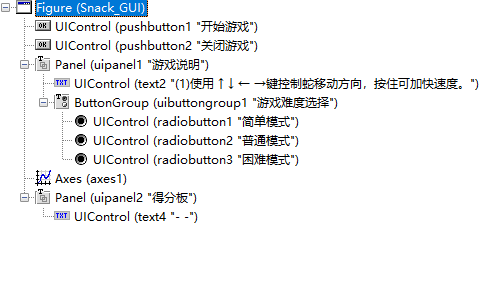 Figure (Snack_GUI)
UIControl (pushbutton1 "开始游戏")
UIControl (pushbutton2 "关闭游戏")
Panel (uipanel1 "游戏说明")
UIControl (text2 "(1)使用↑↓← →键控制蛇移动方向，按住可加快速度。")
ButtonGroup (uibuttongroup1 "游戏难度选择")
UIControl (radiobutton1 "简单模式")
UIControl (radiobutton2 "普通模式")
UIControl (radiobutton3 "困难模式")
Axes (axes1)
Panel (uipanel2 "得分板")
UIControl (text4 "- -")